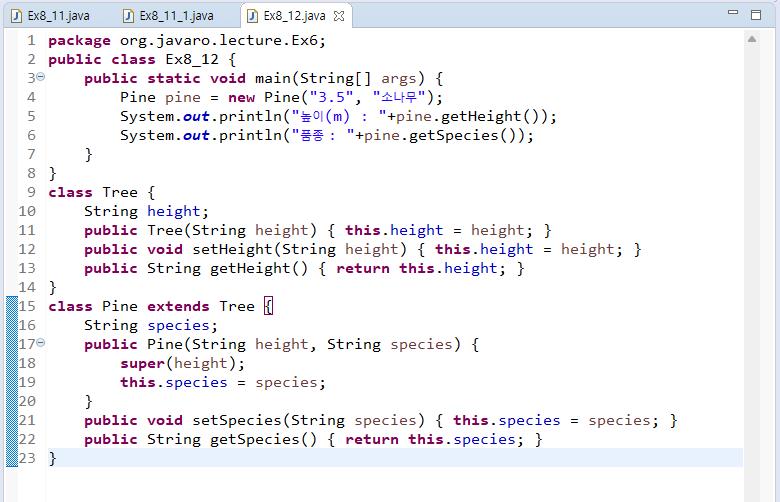 Ex8_11.java Ex8_11_1.java Ex8_12.java
1 package org.javaro.lecture.Ex6;
2 public class Ex8_12 {
3 public static void main(String[] args) {
4 Pine pine = new Pine("3.5", "소나무");
5 System.out.println("높이(m) : "+pine.getHeight());
6 System.out.println("품종 : "+pine.getSpecies());
7 }
8 }
9 class Tree {
10 String height;
11 public Tree(String height) { this.height = height; }
12 public void setHeight(String height) { this.height = height; }
13 public String getHeight() { return this.height; }
14 }
15 class Pine extends Tree {
16 String species;
17 public Pine(String height, String species) {
18 super(height);
19 this.species = species;
20 }
21 public void setSpecies(String species) { this.species = species; }
22 public String getSpecies() { return this.species; }
23 }